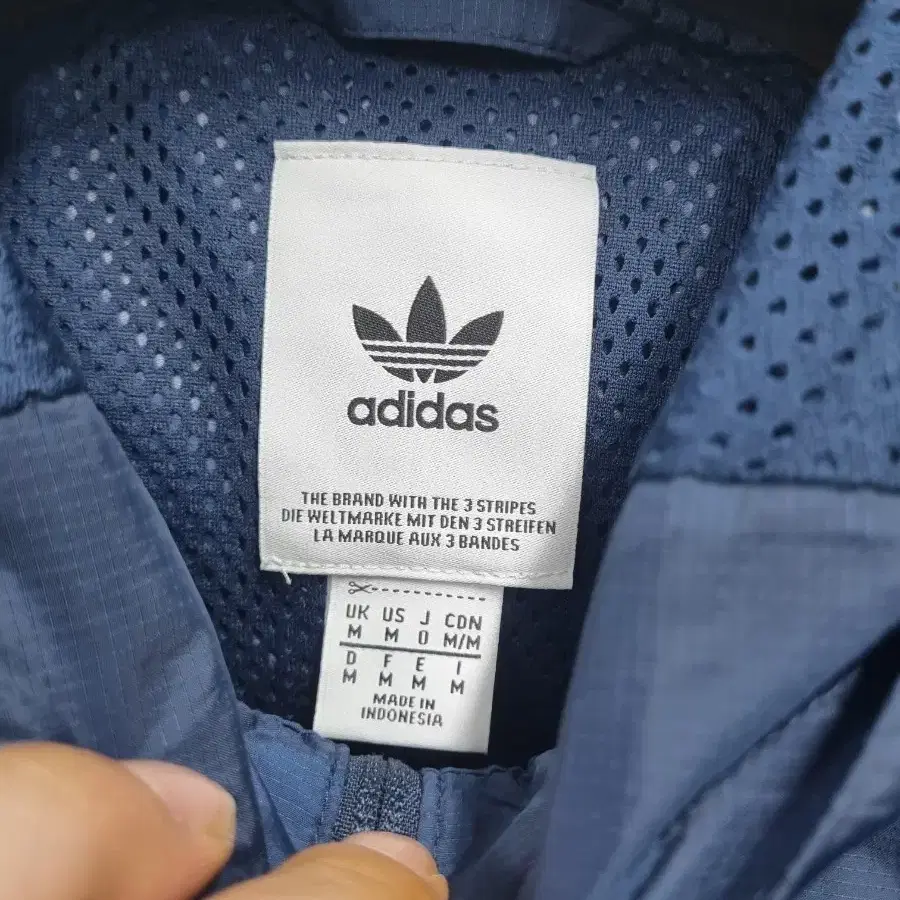 adidas
THE BRAND WITH THE 3 STRIPES
DIE WELTMARKE MIT DEN 3 STREIFEN
LA MARQUE AUX 3 BANDES
UK US J CDN
M M O M/M
D F E I
M M M M
MADE IN
INDONESIA